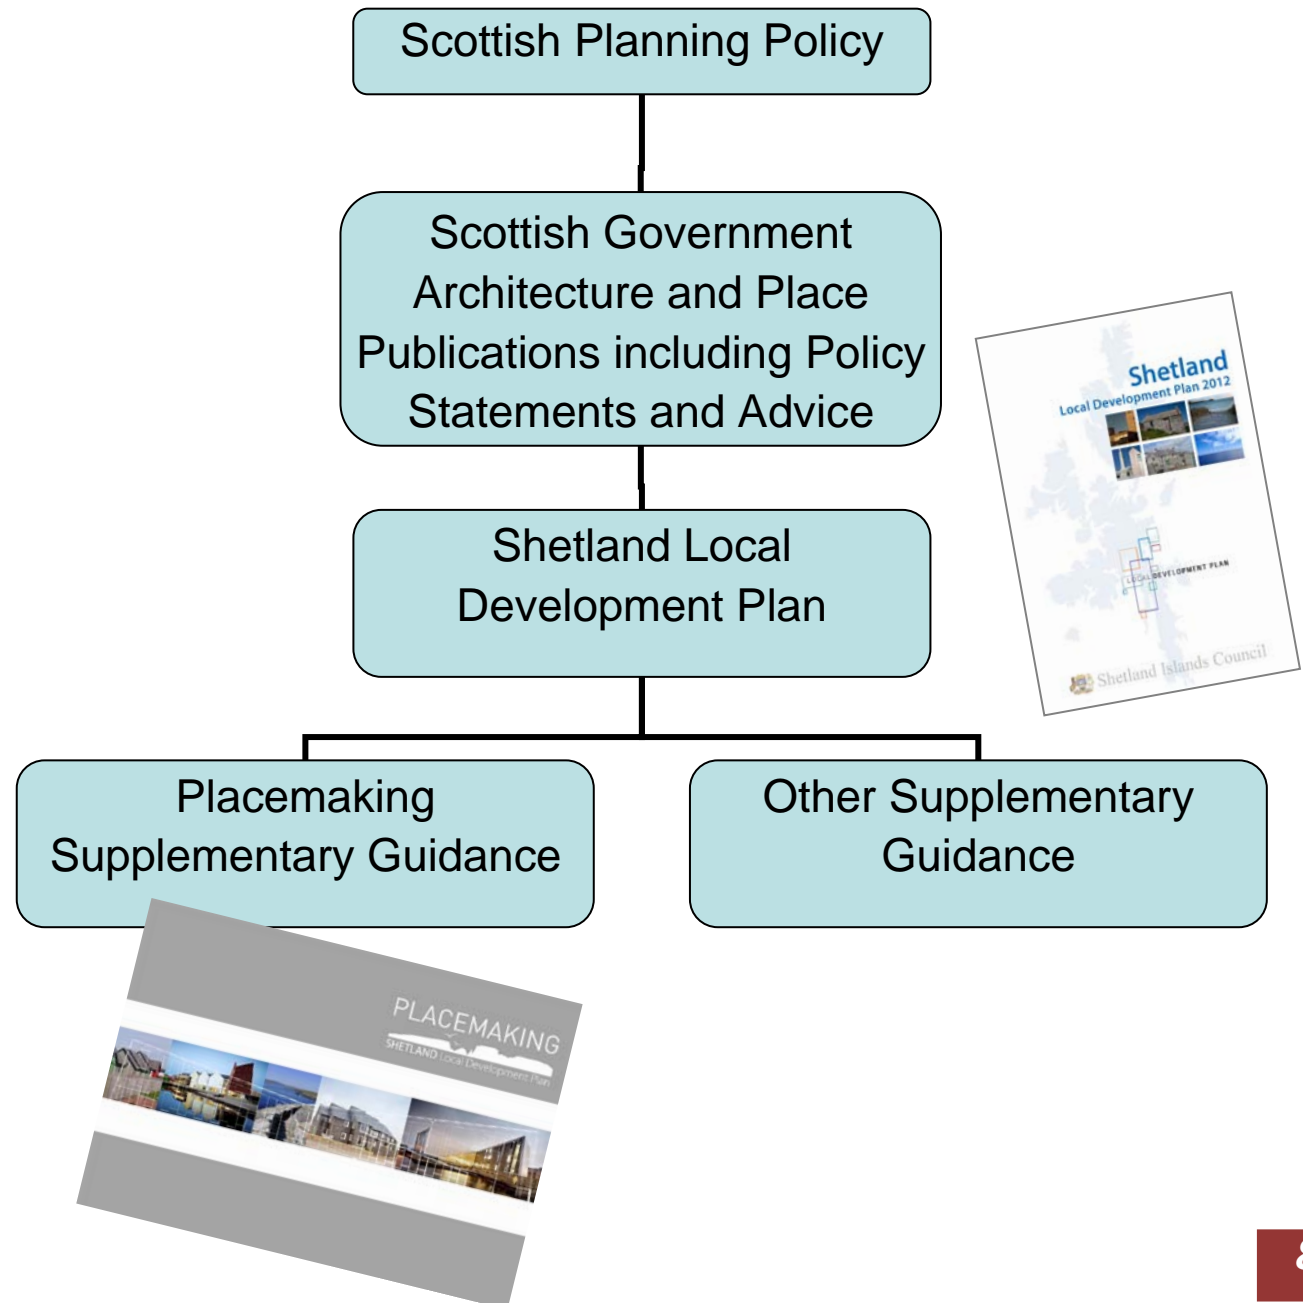 Scottish Planning Policy
Scottish Government
Architecture and Place
Publications including Policy
Statements and Advice
Shetland
Local Development Plan 2012
Shetland Local
Development Plan
LOCAL DEVELOPMENT PLAN
Shetland Islands Council
Placemaking
Supplementary Guidance
Other Supplementary
Guidance
PLACEMAKING
SHETLAND Local Development Plan